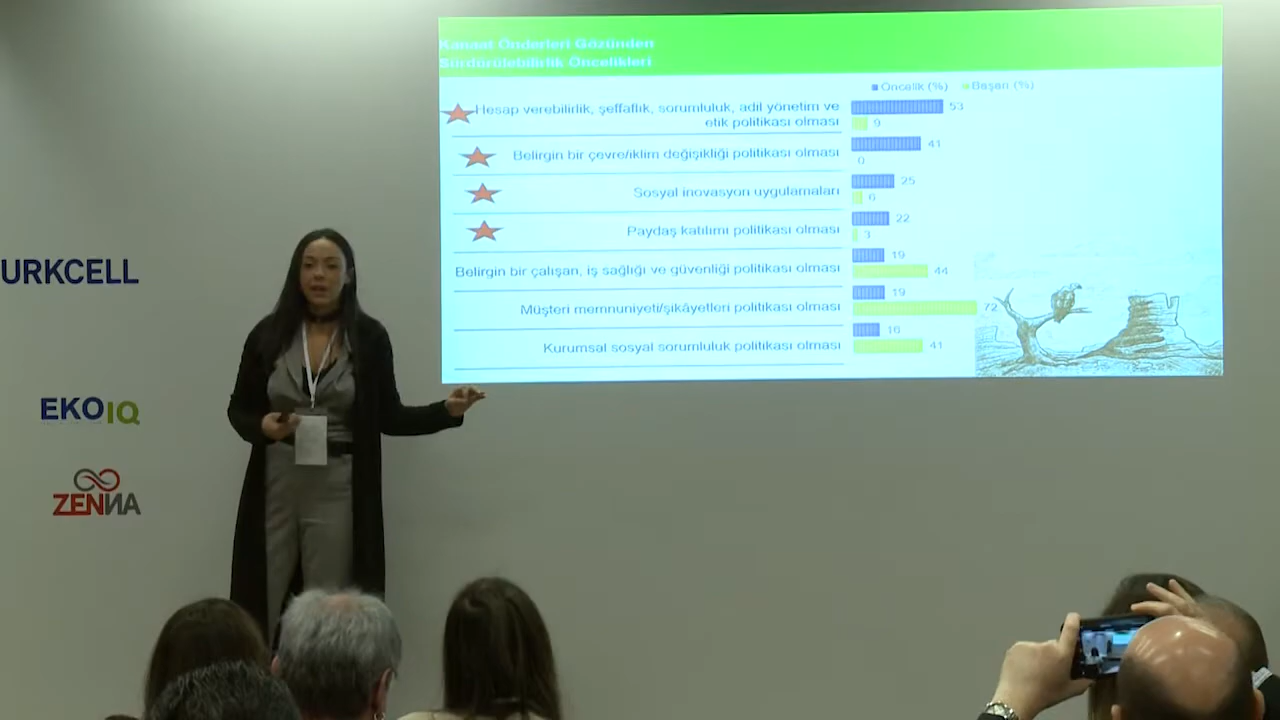 Kanaat Önderleri Gözünden
Sürdürülebilirlik Öncelikleri
Öncelik (%) Başarı (%)
Hesap verebilirlik, şeffaflık, sorumluluk, adil yönetim ve
etik politikası olması
53
9
Belirgin bir çevre/iklim değişikliği politikası olması
41
0
Sosyal inovasyon uygulamaları
25
6
Paydaş katılımı politikası olması
22
3
Belirgin bir çalışan, iş sağlığı ve güvenliği politikası olması
19
44
Müşteri memnuniyeti/şikâyetleri politikası olması
19
72
Kurumsal sosyal sorumluluk politikası olması
16
41
URKCELL
EKOIQ
ZENNA